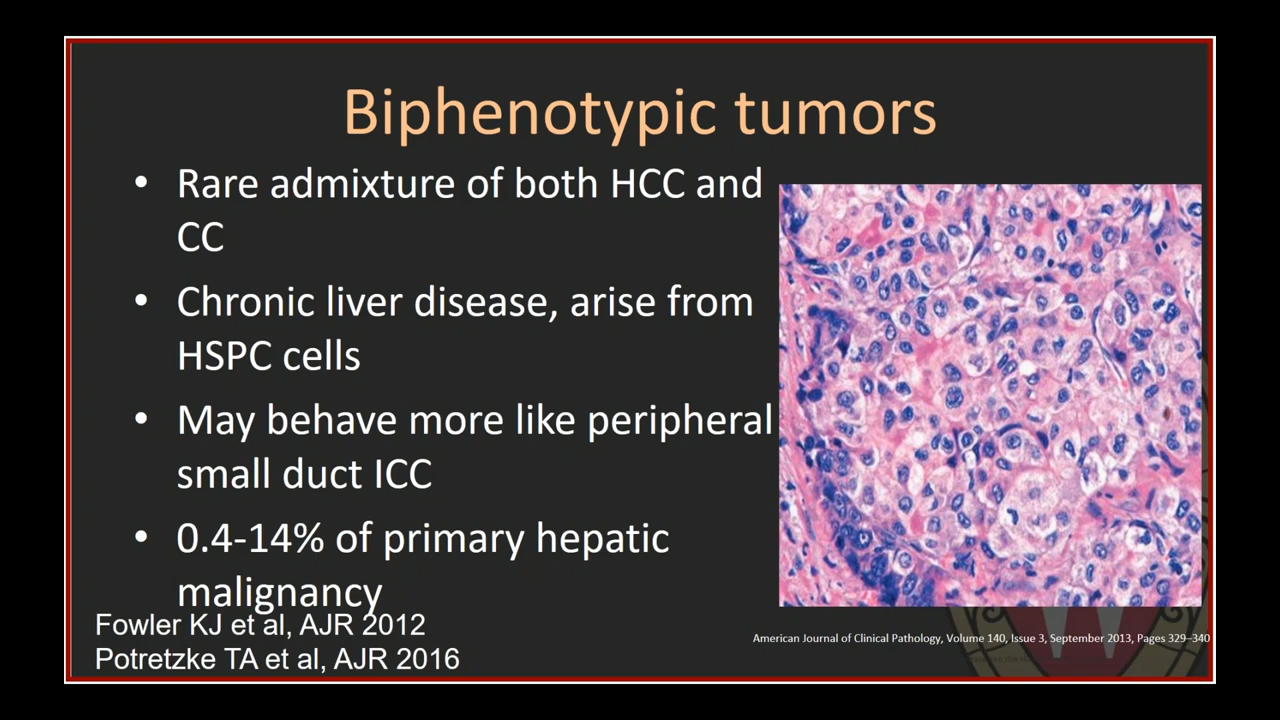 Biphenotypic tumors
• Rare admixture of both HCC and
CC
• Chronic liver disease, arise from
HSPC cells
• May behave more like peripheral
small duct ICC
• 0.4-14% of primary hepatic
malignancy
Fowler KJ et al, AJR 2012
Potretzke TA et al, AJR 2016
American Journal of Clinical Pathology, Volume 140, Issue 3, September 2013, Pages 329–340